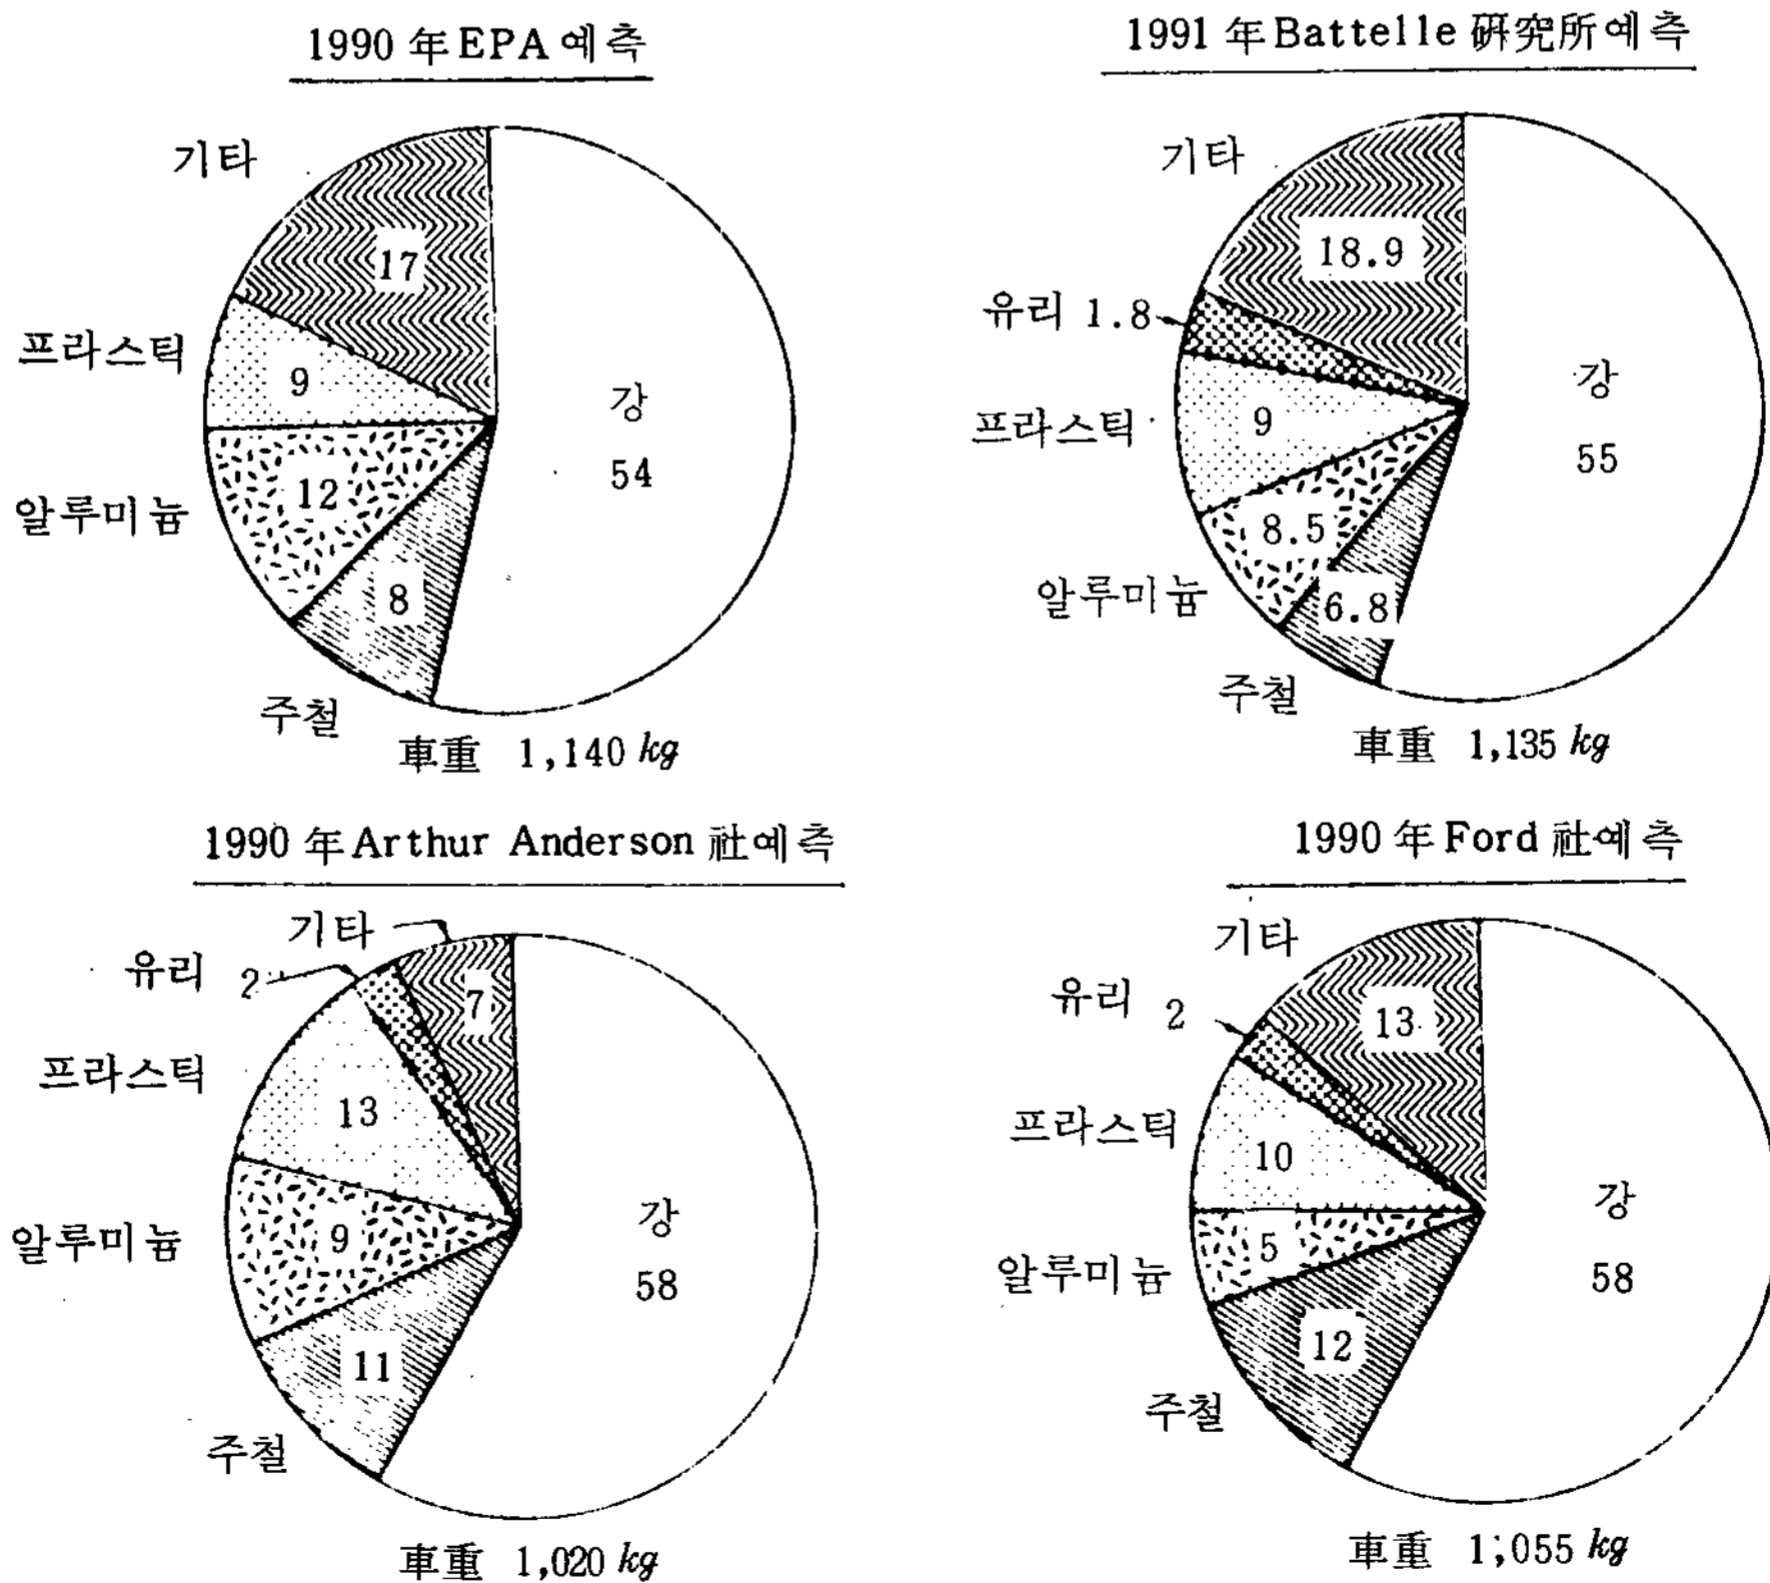 1990 年 EPA 예측
기타
17
프라스틱
9
강
54
알루미늄
12
8
주철
車重 1,140 kg
1991 年 Battelle 硏究所예측
기타
18.9
유리 1.8
프라스틱
9
강
55
알루미늄
8.5
6.8
주철
車重 1,135 kg
1990 年 Arthur Anderson 社예측
기타
7
유리 2
프라스틱
13
강
58
알루미늄
9
11
주철
車重 1,020 kg
1990 年 Ford 社예측
기타
13
유리 2
프라스틱
10
강
58
알루미늄
5
12
주철
車重 1,055 kg